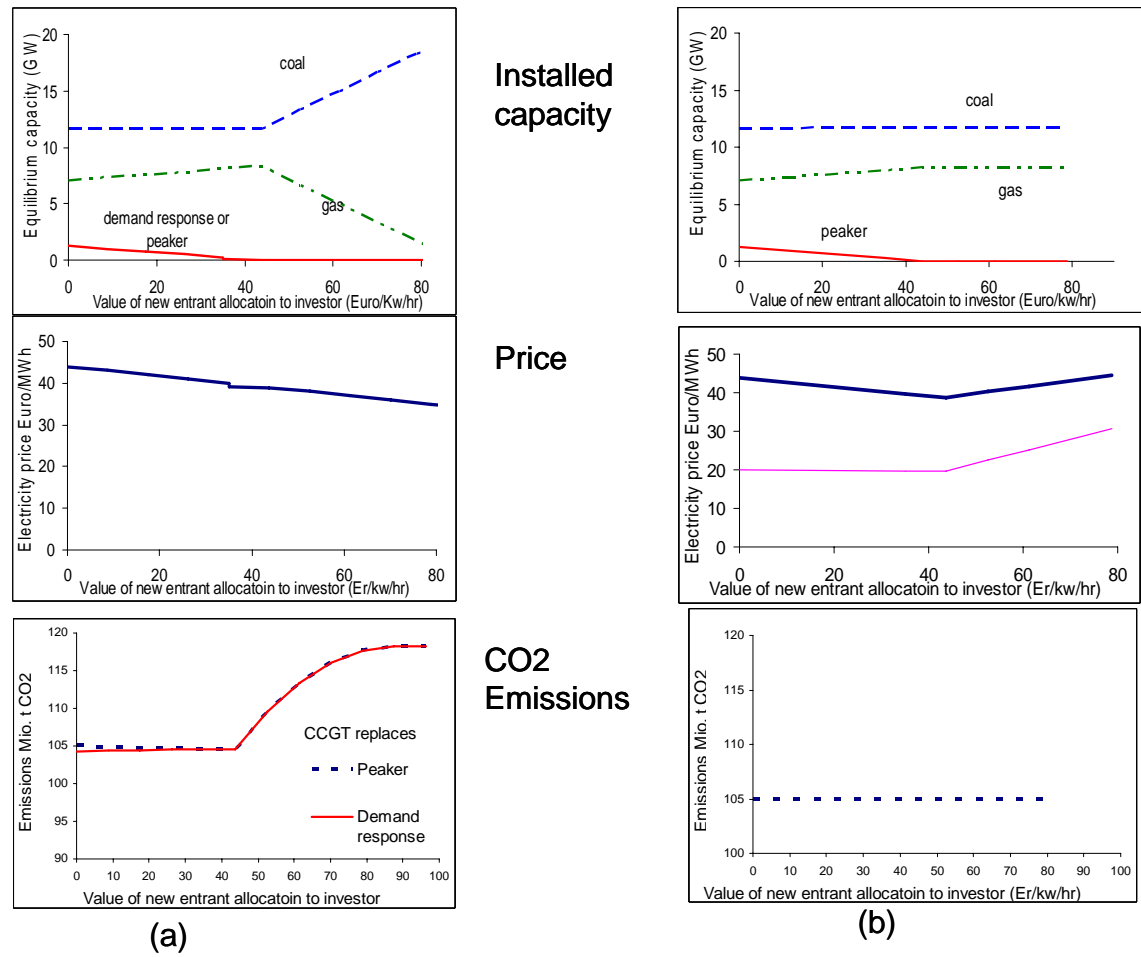 Equilibrium capacity (GW)
20
15
10
5
0
coal
gas
demand response or
peaker
0 20 40 60 80
Value of new entrant allocatoin to investor (Euro/Kw/hr)
Installed
capacity
Equilibrium capacity (GW)
20
15
10
5
0
coal
gas
peaker
0 20 40 60 80
Value of new entrant allocatoin to investor (Euro/Kw/hr)
Electricity price Euro/MWh
50
40
30
20
10
0
0 20 40 60 80
Value of new entrant allocatoin to investor (Er/kw/hr)
Price
Electricity price Euro/MWh
50
40
30
20
10
0
0 20 40 60 80
Value of new entrant allocatoin to investor (Er/kw/hr)
Emissions Mio. t CO2
120
115
110
105
100
95
90
CCGT replaces
Peaker
Demand
response
0 10 20 30 40 50 60 70 80 90 100
Value of new entrant allocatoin to investor
(a)
CO2
Emissions
Emissions Mio. t CO2
120
115
110
105
100
0 10 20 30 40 50 60 70 80 90 100
Value of new entrant allocatoin to investor (Er/kw/hr)
(b)